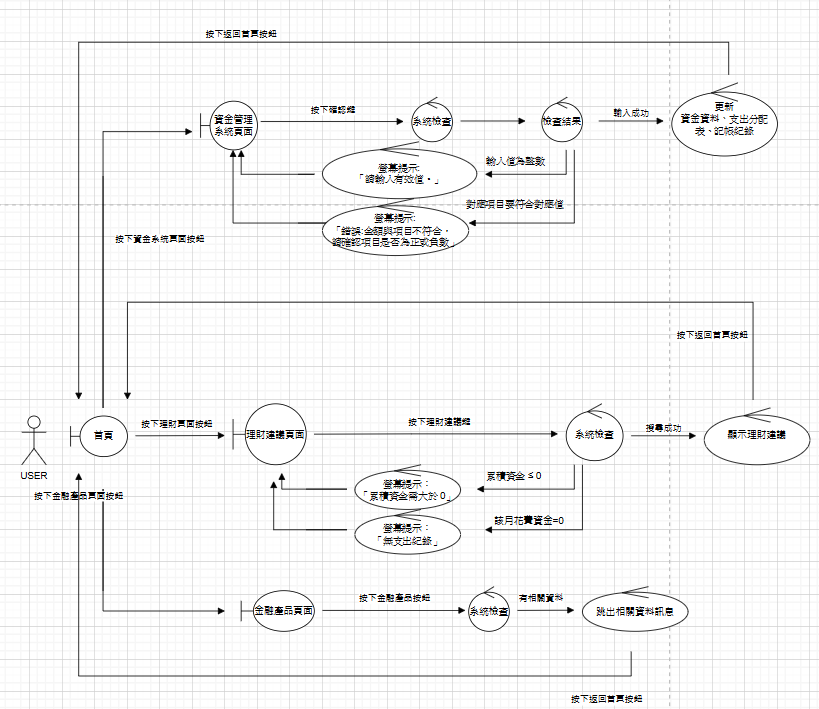 按下返回首頁按鈕
資金管理
系統頁面
按下確認鍵
系統檢查
檢查結果
輸入成功
更新
資金資料、支出分配
表、記帳紀錄
螢幕提示:
「請輸入有效值。」
輸入值為整數
螢幕提示:
「錯誤:金額與項目不符合，
請確認項目是否為正或負數」
對應項目要符合對應值
按下資金系統頁面按鈕
按下返回首頁按鈕
USER
首頁
按下理財頁面按鈕
理財建議頁面
按下理財建議鍵
系統檢查
搜尋成功
顯示理財建議
螢幕提示：
「累積資金需大於 0」
累積資金 ≤ 0
螢幕提示：
「無支出紀錄」
該月花費資金=0
按下金融產品頁面按鈕
金融產品頁面
按下金融產品按鈕
系統檢查
有相關資料
跳出相關資料訊息
按下返回首頁按鈕